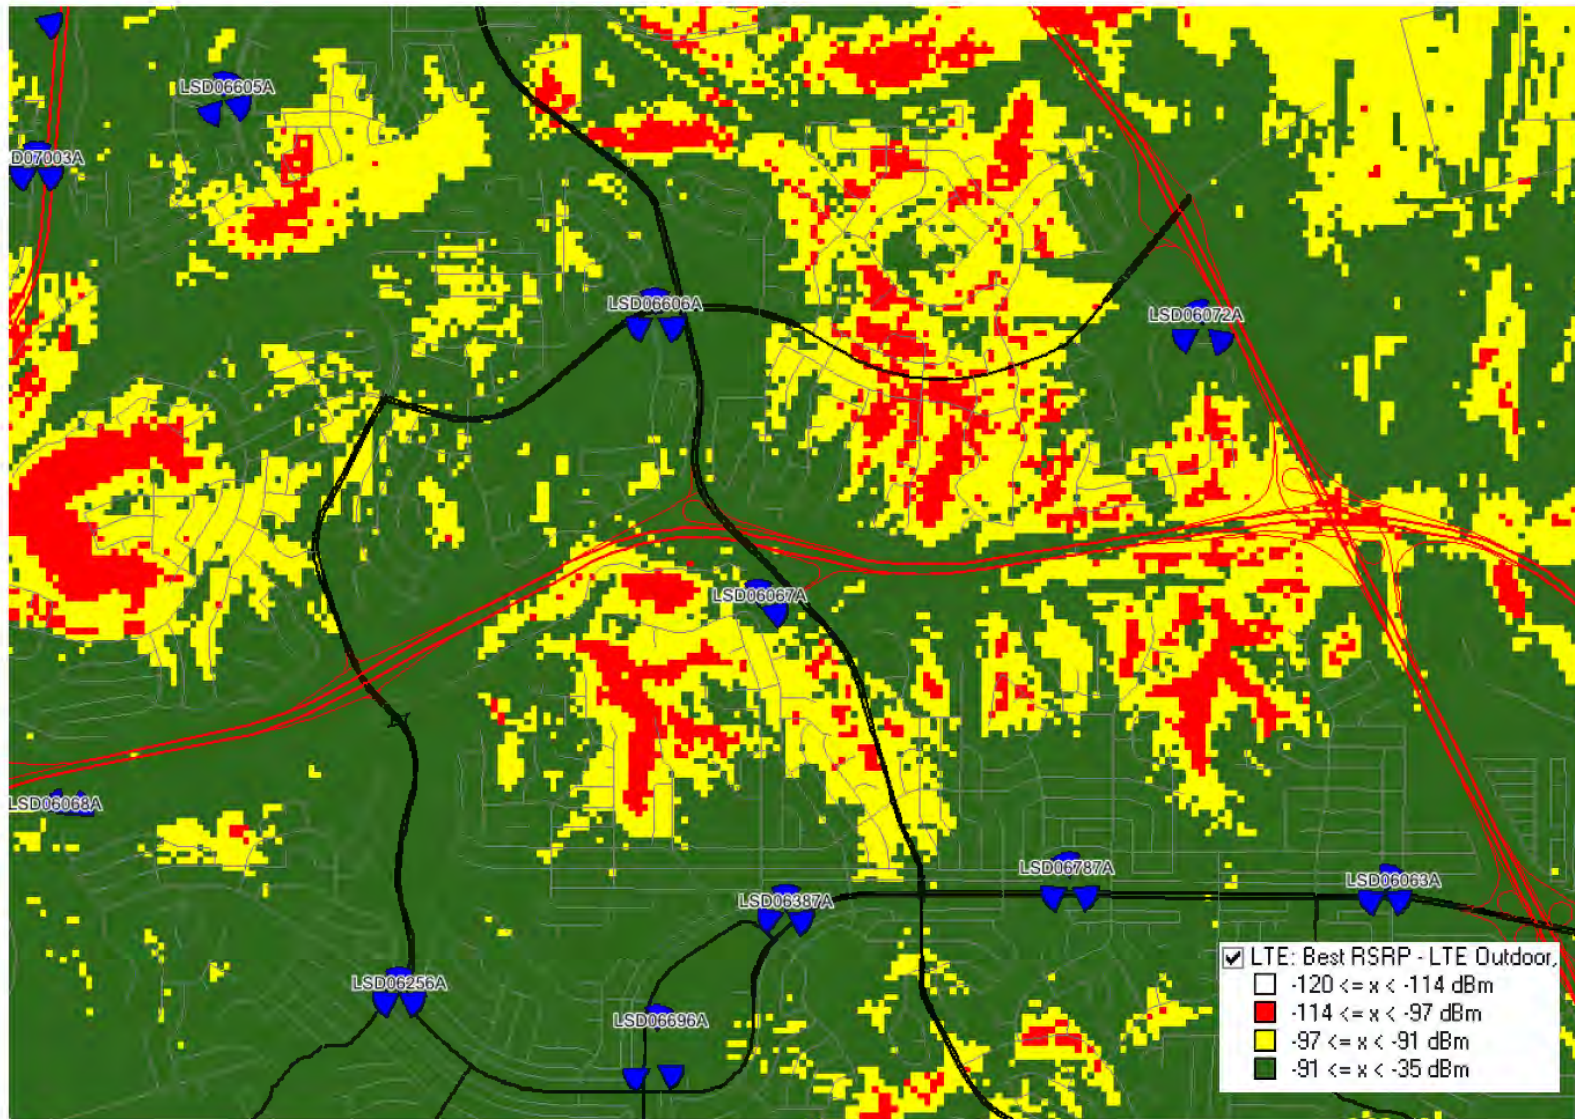 LSD06605A
D07003A
LSD06606A
LSD06072A
LSD06067A
LSD06068A
LSD06787A
LSD06063A
LSD06387A
LSD06256A
LSD06696A
LTE: Best RSRP - LTE Outdoor,
-120 <= x < -114 dBm
-114 <= x < -97 dBm
-97 <= x < -91 dBm
-91 <= x < -35 dBm